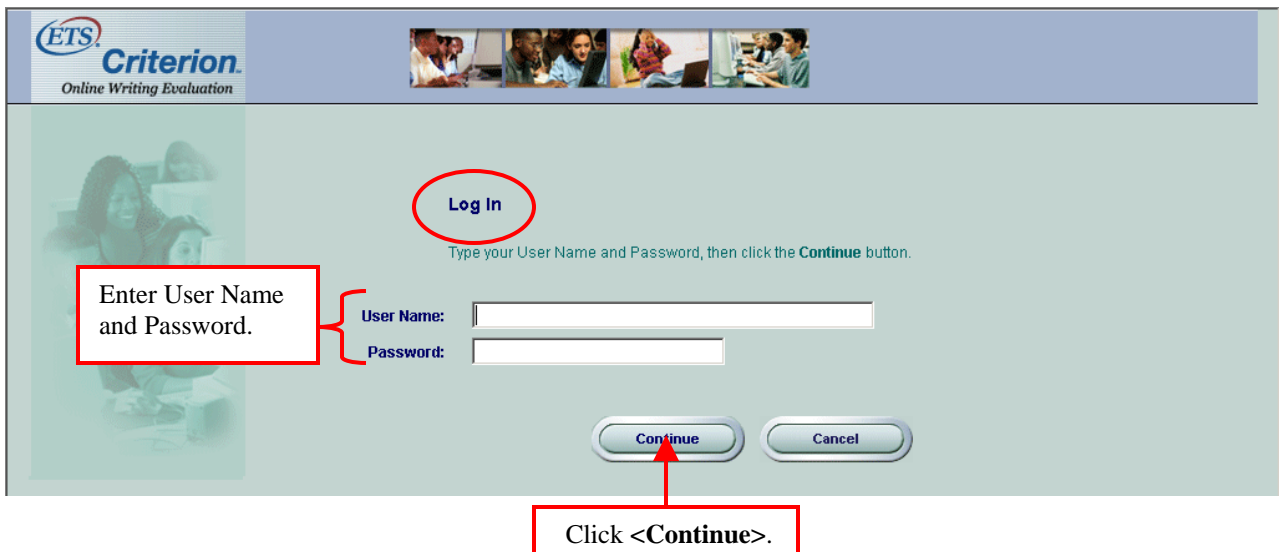 ETS
Criterion.
Online Writing Evaluation
Log In
Type your User Name and Password, then click the Continue button.
Enter User Name
and Password.
User Name:
Password:
Continue
Cancel
Click <Continue>.